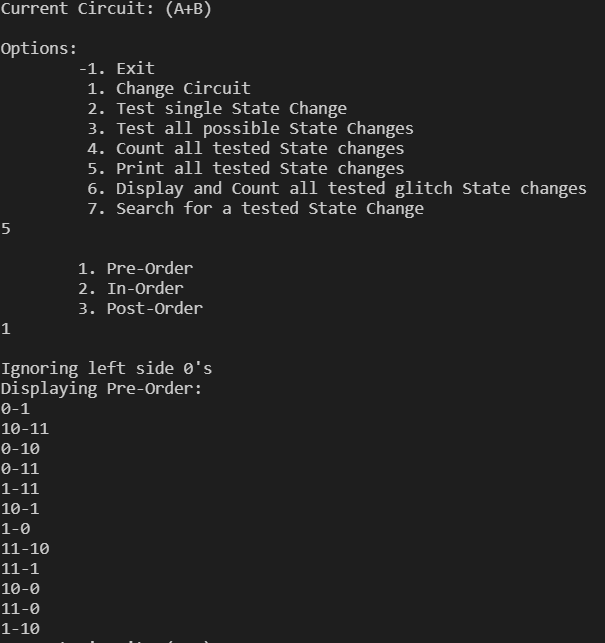 Current Circuit: (A+B)
Options:
-1. Exit
1. Change Circuit
2. Test single State Change
3. Test all possible State Changes
4. Count all tested State changes
5. Print all tested State changes
6. Display and Count all tested glitch State changes
7. Search for a tested State Change
5
1. Pre-Order
2. In-Order
3. Post-Order
1
Ignoring left side 0's
Displaying Pre-Order:
0-1
10-11
0-10
0-11
1-11
10-1
1-0
11-10
11-1
10-0
11-0
1-10